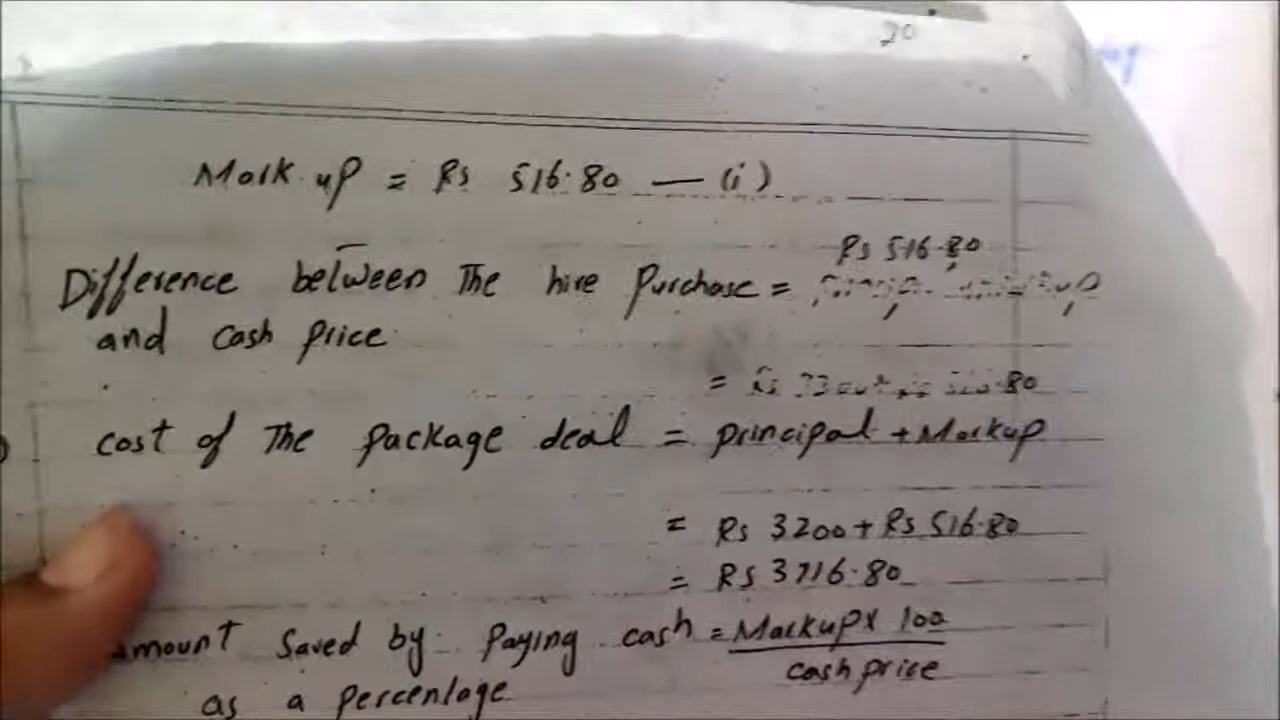 20
Mark up = Rs 516.80 — (i)
Rs 516.80
Difference between The hire Purchase =
and cash price
= Rs
cost of The package deal = principal + Markup
= Rs 3200 + Rs 516.80
= Rs 3716.80
amount Saved by Paying cash = Markup x 100
cash price
as a percentage